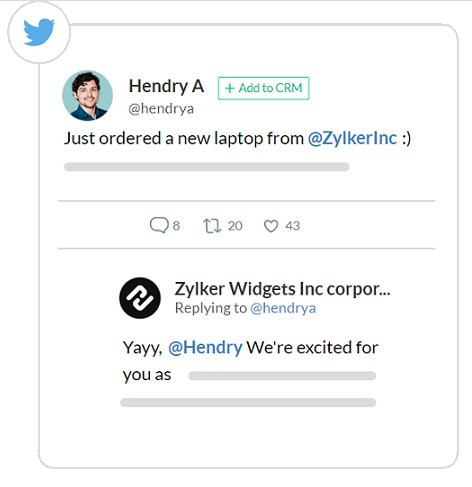 Hendry A + Add to CRM
@hendrya
Just ordered a new laptop from @ZylkerInc :)
8 20 43
Zylker Widgets Inc corpor...
Replying to @hendrya
Yayy, @Hendry We're excited for
you as